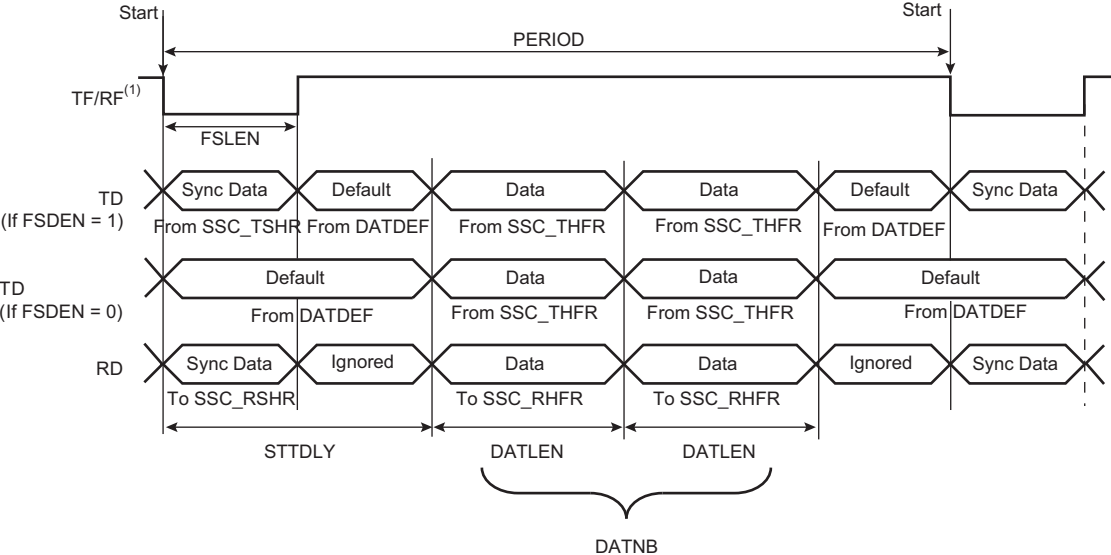 Start
Start
PERIOD
TF/RF(1)
FSLEN
TD
(If FSDEN = 1)
Sync Data
Default
Data
Data
Default
Sync Data
From SSC_TSHR
From DATDEF
From SSC_THFR
From SSC_THFR
From DATDEF
TD
(If FSDEN = 0)
Default
Data
Data
Default
From DATDEF
From SSC_THFR
From SSC_THFR
From DATDEF
RD
Sync Data
Ignored
Data
Data
Ignored
Sync Data
To SSC_RSHR
To SSC_RHFR
To SSC_RHFR
STTDLY
DATLEN
DATLEN
DATNB